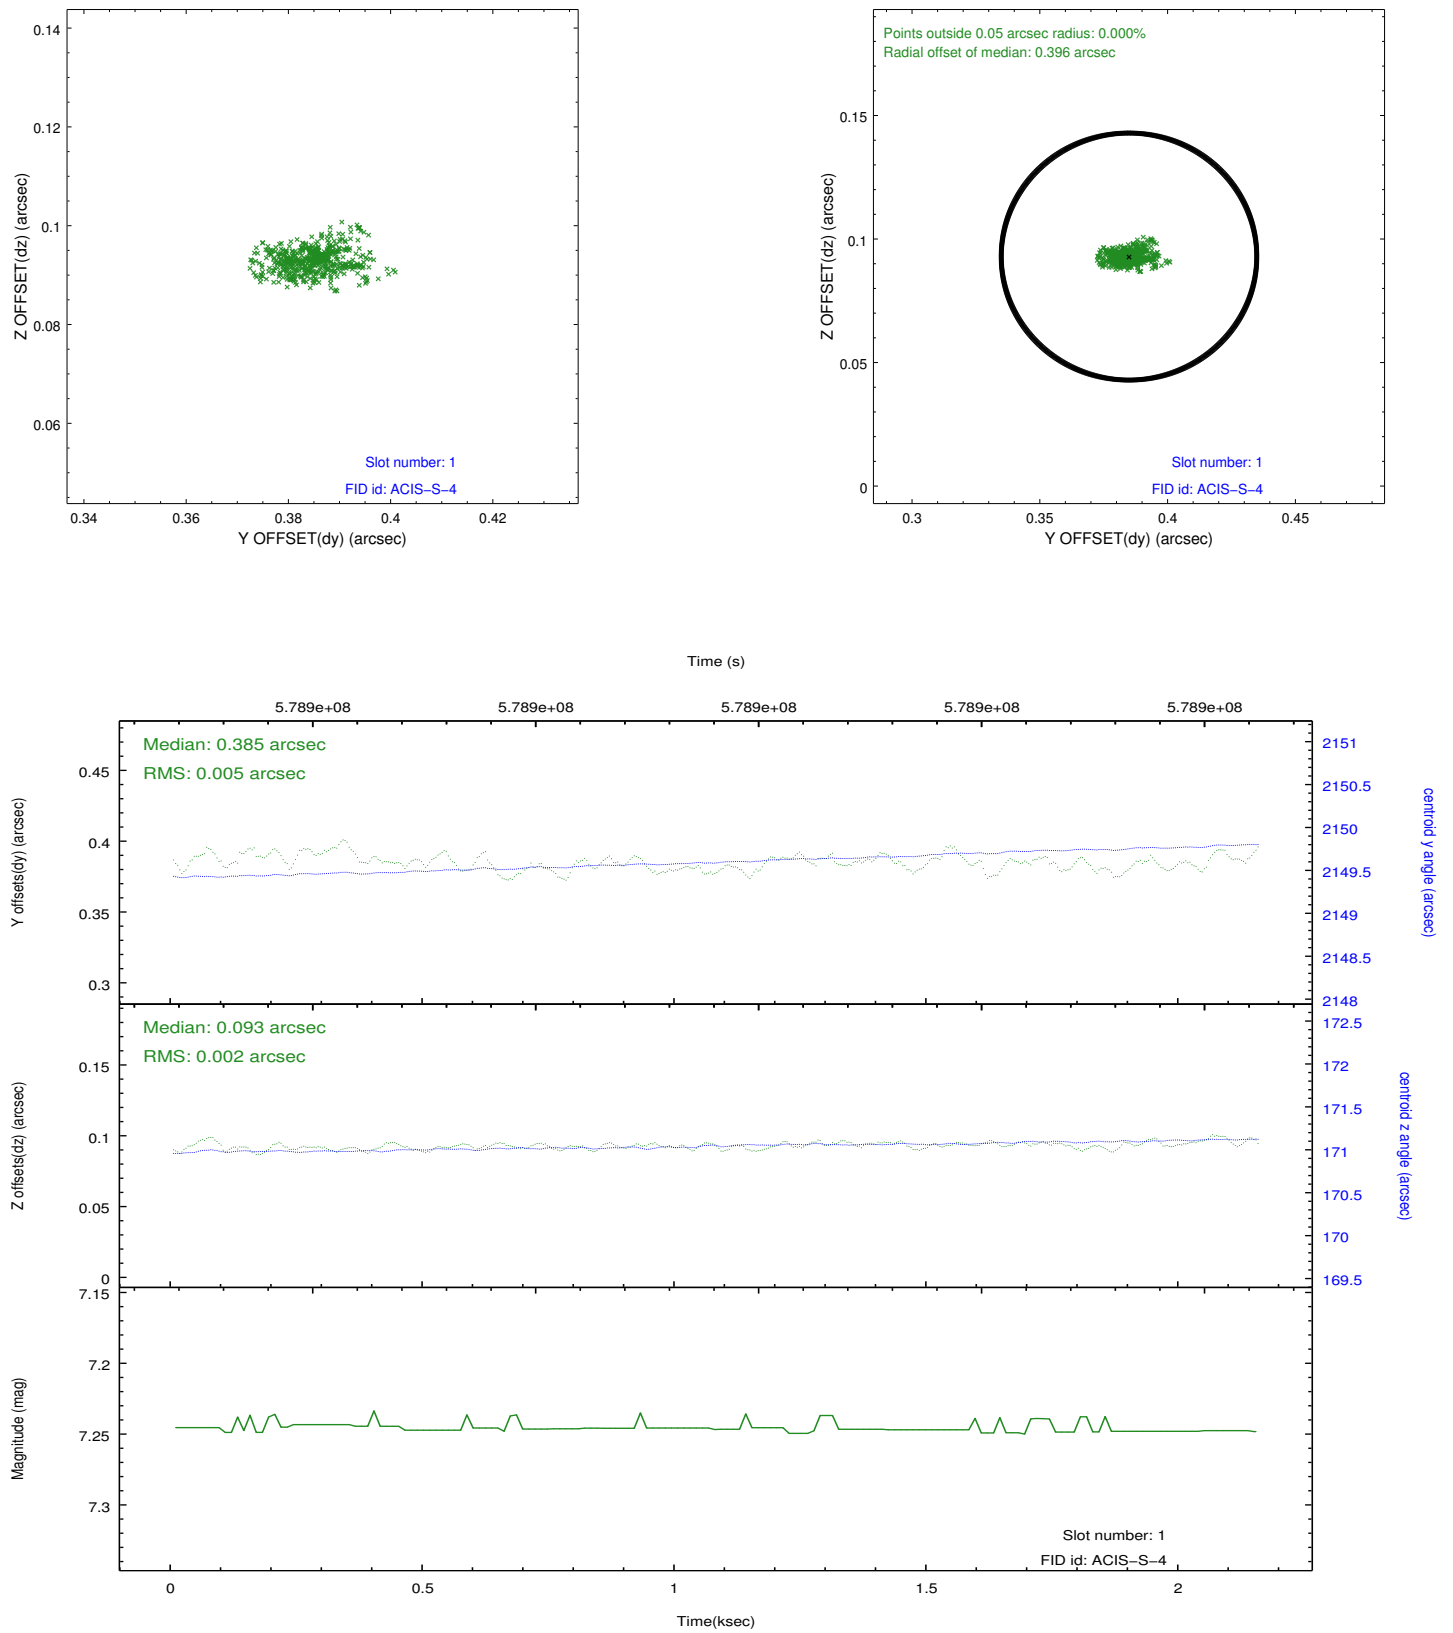 0.14
0.12
0.1
0.08
0.06
Z OFFSET(dz) (arcsec)
Slot number: 1
FID id: ACIS−S−4
0.34
0.36
0.38
0.4
0.42
Y OFFSET(dy) (arcsec)
Points outside 0.05 arcsec radius: 0.000%
Radial offset of median: 0.396 arcsec
0.15
0.1
0.05
0
Z OFFSET(dz) (arcsec)
Slot number: 1
FID id: ACIS−S−4
0.3
0.35
0.4
0.45
Y OFFSET(dy) (arcsec)
Time (s)
5.789e+08
5.789e+08
5.789e+08
5.789e+08
5.789e+08
Median: 0.385 arcsec
RMS: 0.005 arcsec
0.45
0.4
0.35
0.3
Y offsets(dy) (arcsec)
2151
2150.5
2150
2149.5
2149
2148.5
2148
centroid y angle (arcsec)
Median: 0.093 arcsec
RMS: 0.002 arcsec
0.15
0.1
0.05
0
Z offsets(dz) (arcsec)
172.5
172
171.5
171
170.5
170
169.5
centroid z angle (arcsec)
7.15
7.2
7.25
7.3
Magnitude (mag)
Slot number: 1
FID id: ACIS−S−4
0
0.5
1
1.5
2
Time(ksec)